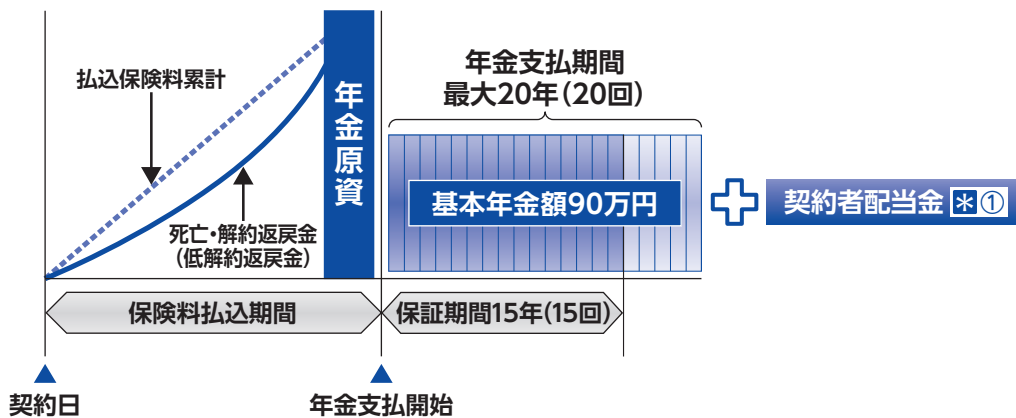 払込保険料累計
死亡・解約返戻金
(低解約返戻金)
年金原資
年金支払期間
最大20年(20回)
基本年金額90万円
契約者配当金 *①
保険料払込期間
保証期間15年(15回)
契約日
年金支払開始